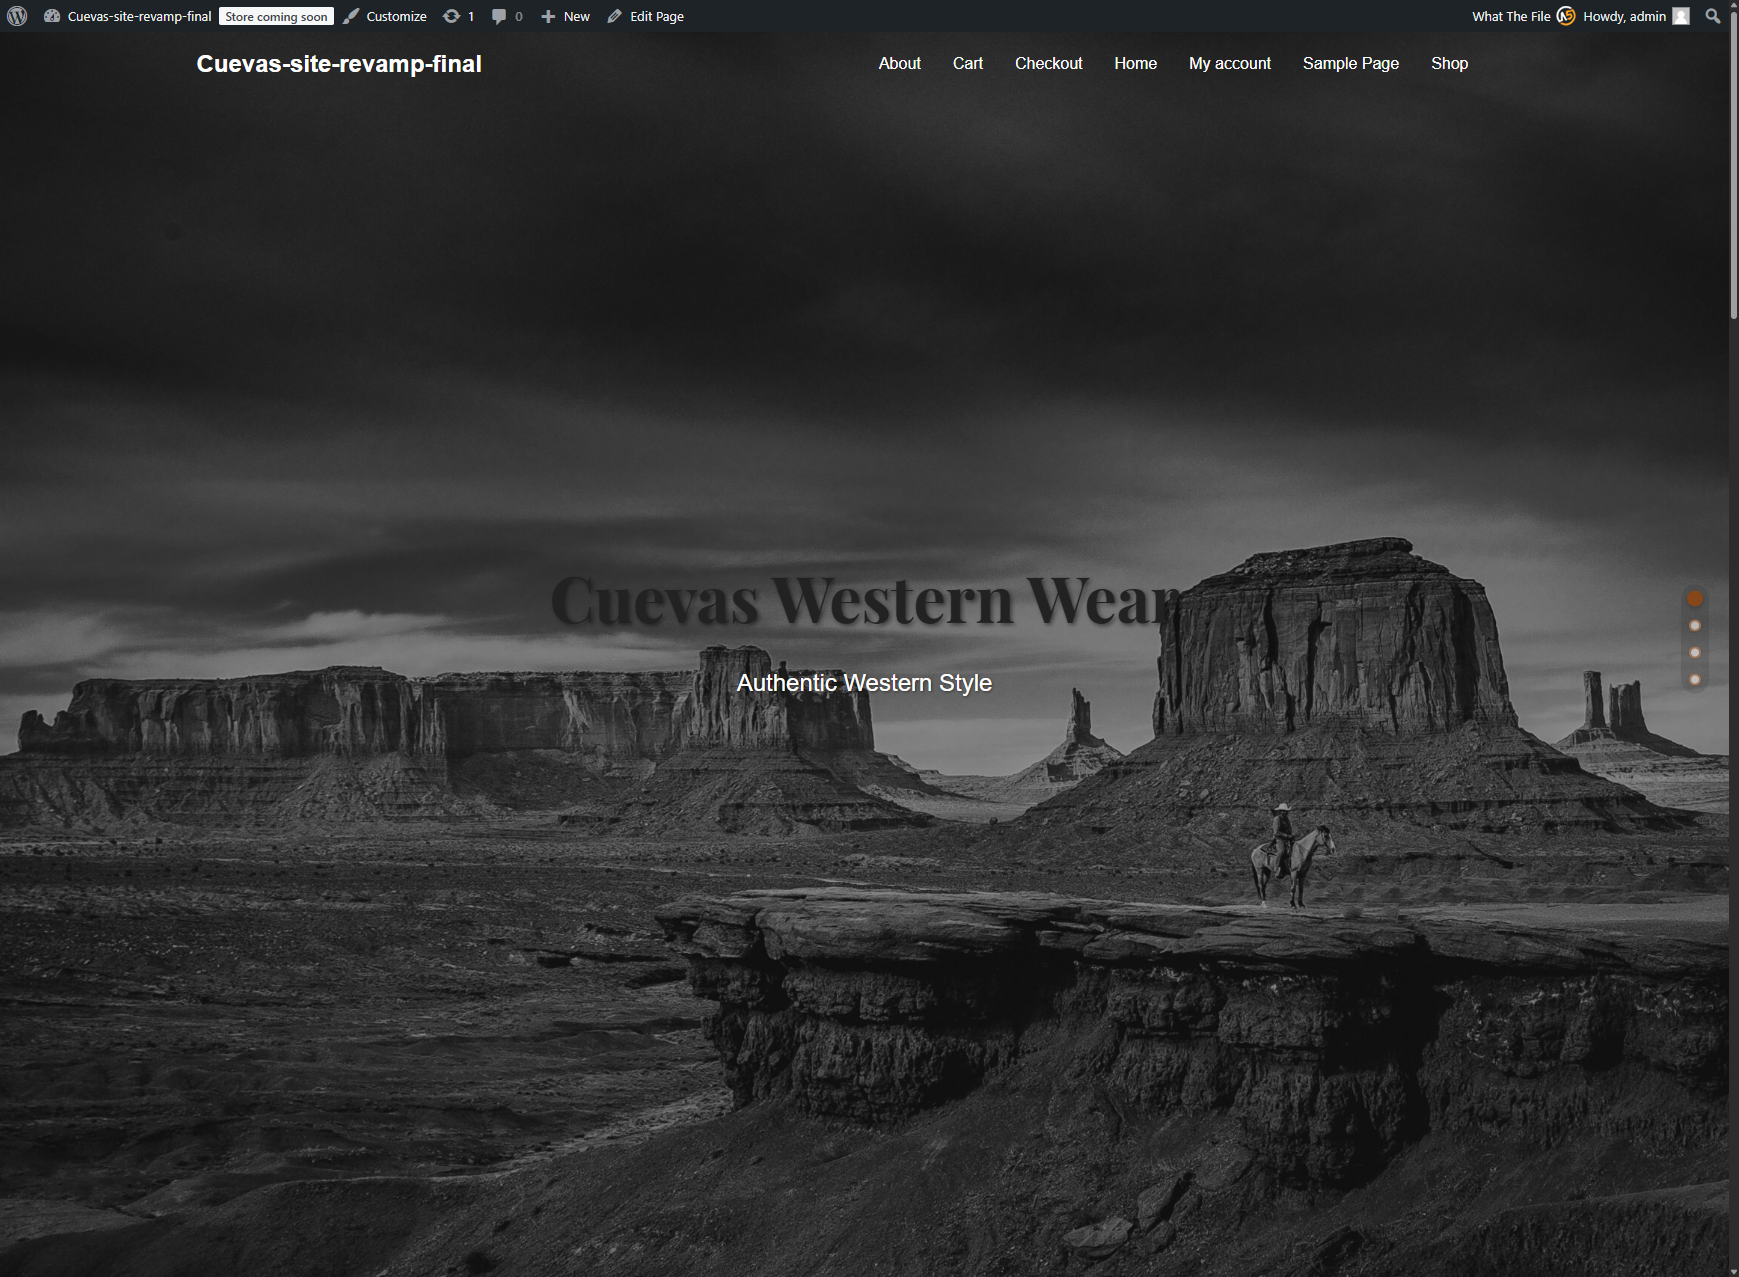 Cuevas-site-revamp-final Store coming soon Customize 1 0 New Edit Page What The File Howdy, admin
Cuevas-site-revamp-final About Cart Checkout Home My account Sample Page Shop
Cuevas Western Wear
Authentic Western Style